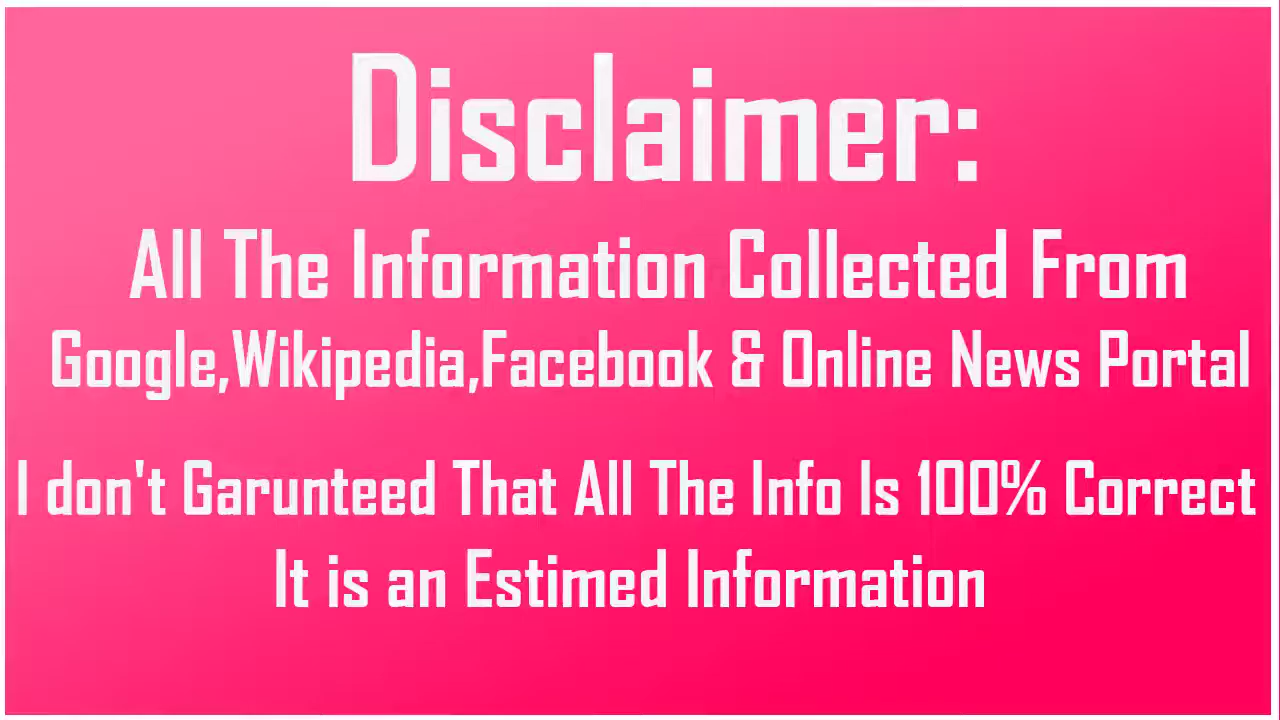 Disclaimer:
All The Information Collected From
Google,Wikipedia,Facebook & Online News Portal
I don't Garunteed That All The Info Is 100% Correct
It is an Estimed Information